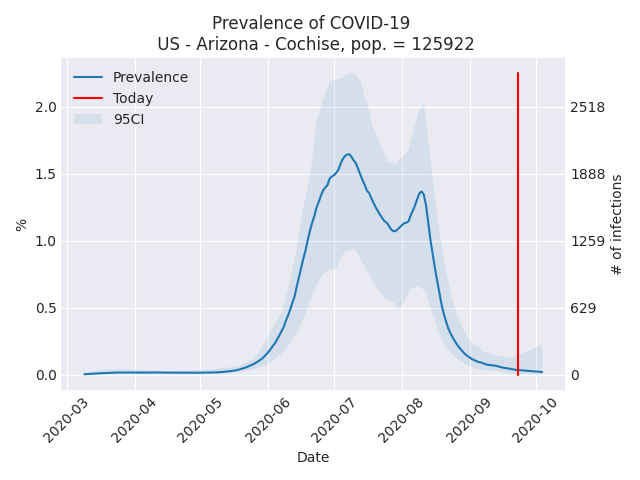 Prevalence of COVID-19
US - Arizona - Cochise, pop. = 125922
Prevalence
Today
95CI
2.0
1.5
1.0
0.5
0.0
%
2518
1888
1259
629
0
# of infections
2020-03
2020-04
2020-05
2020-06
2020-07
2020-08
2020-09
2020-10
Date